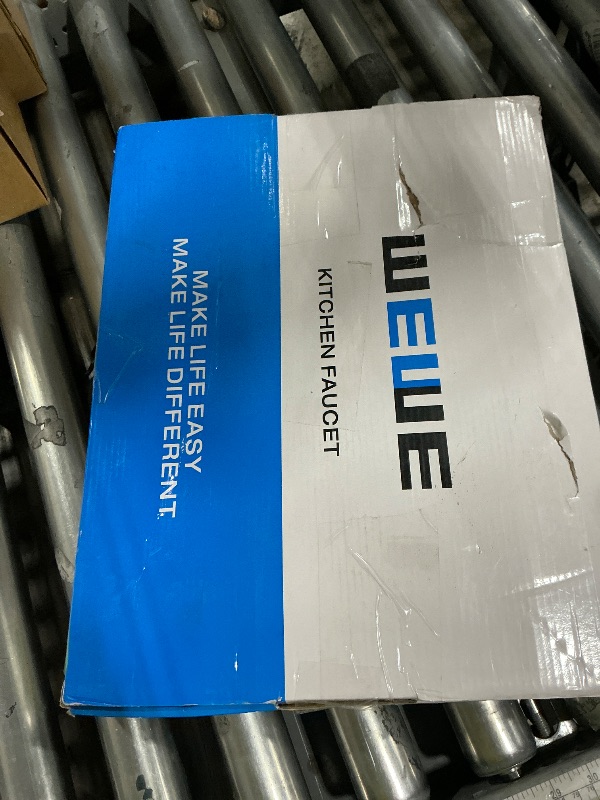 WEWE
KITCHEN FAUCET
MAKE LIFE EASY
MAKE LIFE DIFFERENT.